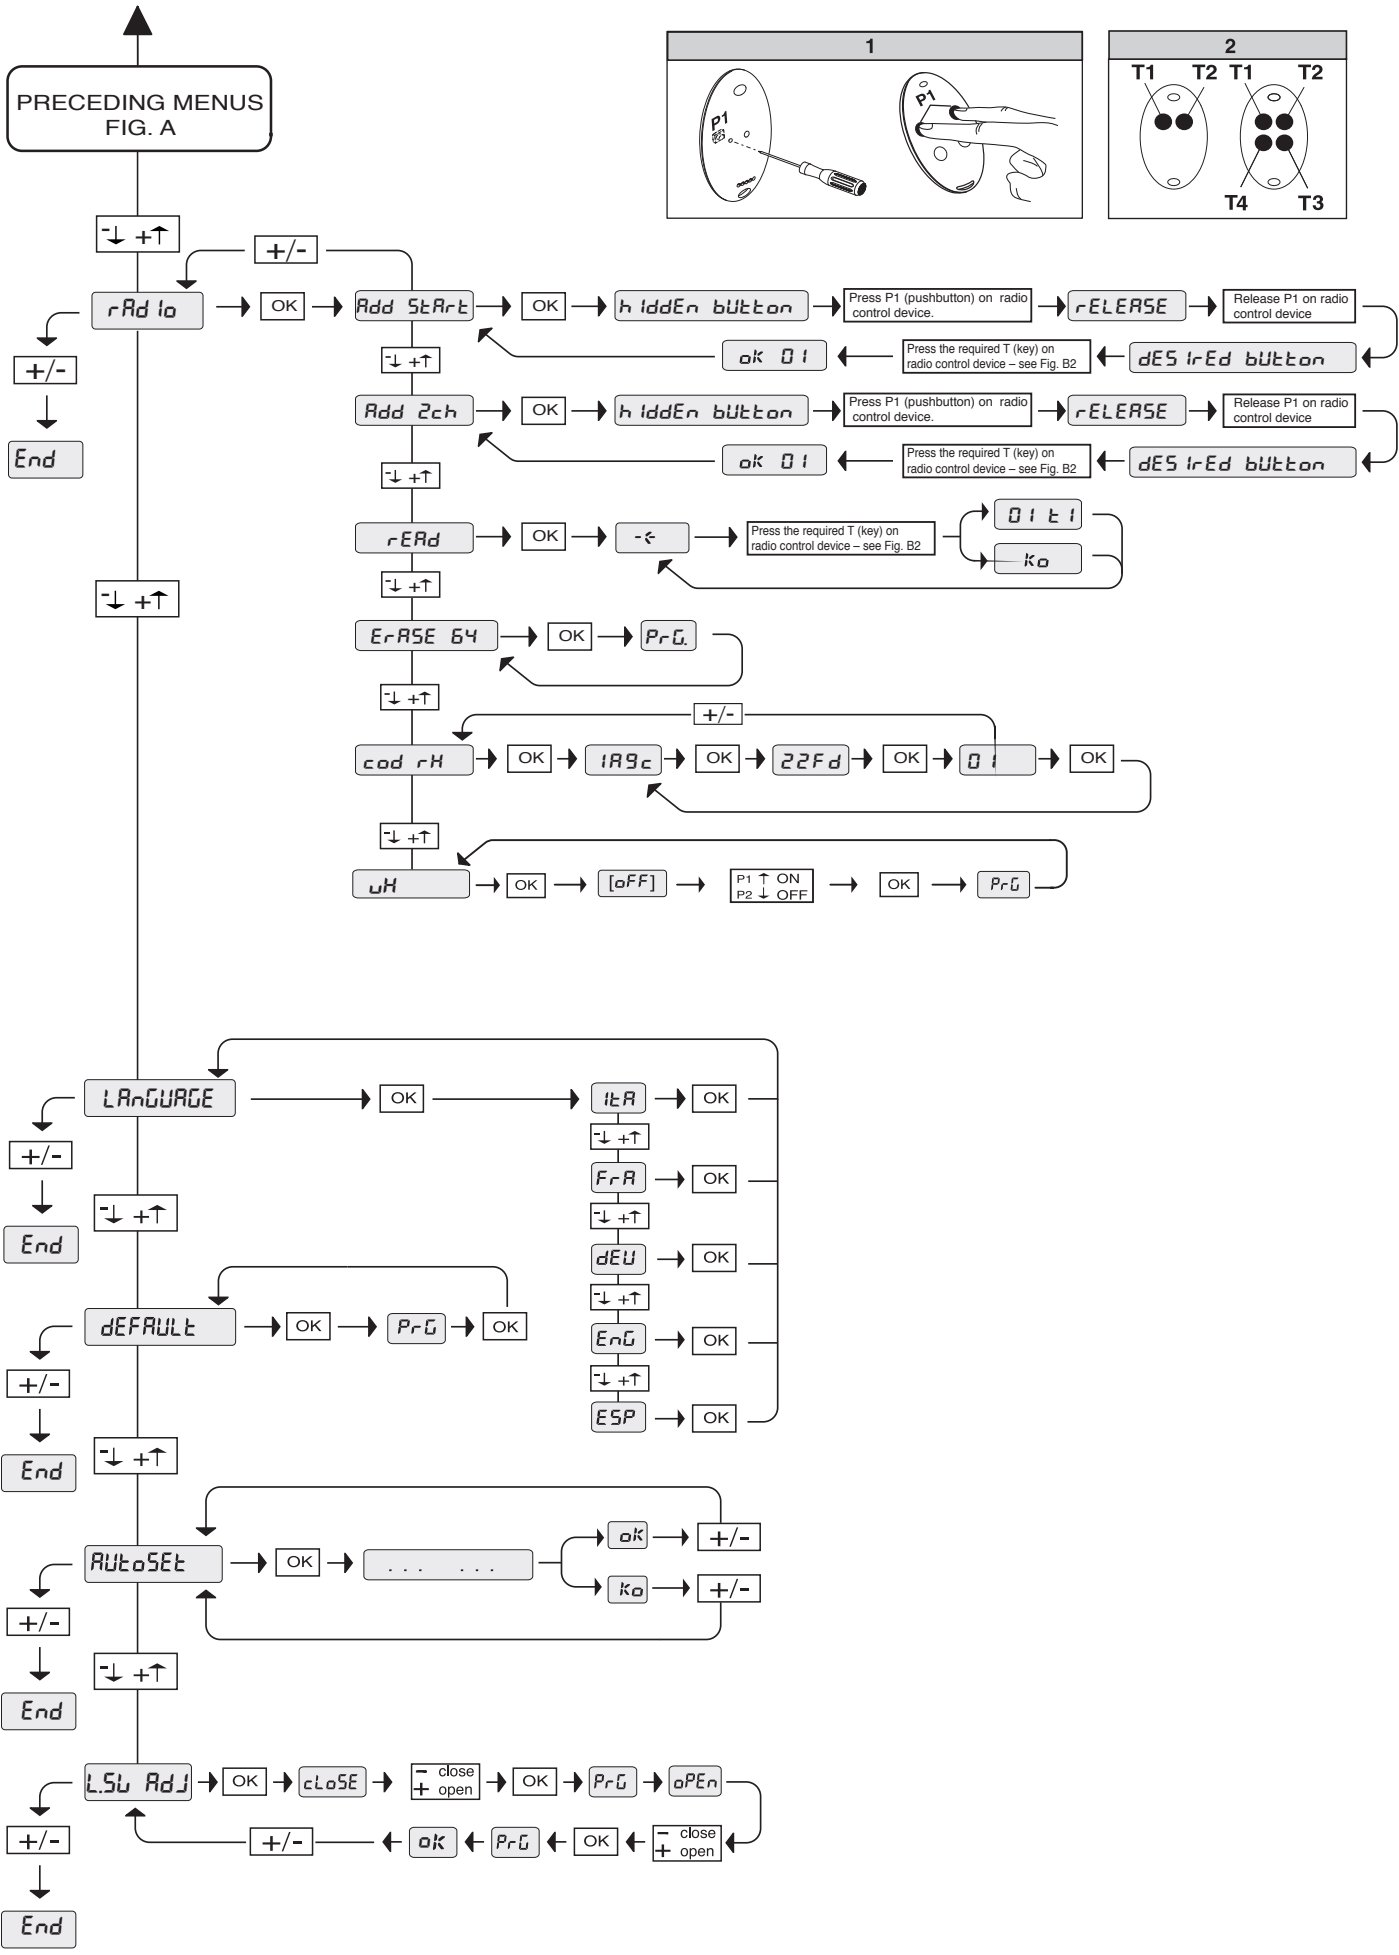 PRECEDING MENUS
FIG. A
1
P1
P1
2
T1 T2 T1 T2
T4 T3
-↓ +↑
+/-
rAdIo
OK
Add StArt
OK
hIddEn bUtton
Press P1 (pushbutton) on radio
control device.
rELEASE
Release P1 on radio
control device
+/-
End
-↓ +↑
oK 01
Press the required T (key) on
radio control device – see Fig. B2
dESIrEd bUtton
Add 2ch
OK
hIddEn bUtton
Press P1 (pushbutton) on radio
control device.
rELEASE
Release P1 on radio
control device
-↓ +↑
oK 01
Press the required T (key) on
radio control device – see Fig. B2
dESIrEd bUtton
rEAd
OK
Press the required T (key) on
radio control device – see Fig. B2
01 t1
Ko
-↓ +↑
-↓ +↑
ErASE 64
OK
PrG.
-↓ +↑
+/-
cod rH
OK
1A9c
OK
22Fd
OK
01
OK
-↓ +↑
uH
OK
[oFF]
P1 ↑ ON
P2 ↓ OFF
OK
PrG
LAnGUAGE
OK
ItA
OK
+/-
End
-↓ +↑
-↓ +↑
FrA
OK
-↓ +↑
dEU
OK
-↓ +↑
EnG
OK
-↓ +↑
ESP
OK
dEFAULt
OK
PrG
OK
+/-
End
-↓ +↑
AUtoSEt
OK
... ...
oK
+/-
Ko
+/-
+/-
End
-↓ +↑
L.SW AdJ
OK
cLoSE
- close
+ open
OK
PrG
oPEn
- close
+ open
OK
PrG
oK
+/-
+/-
End